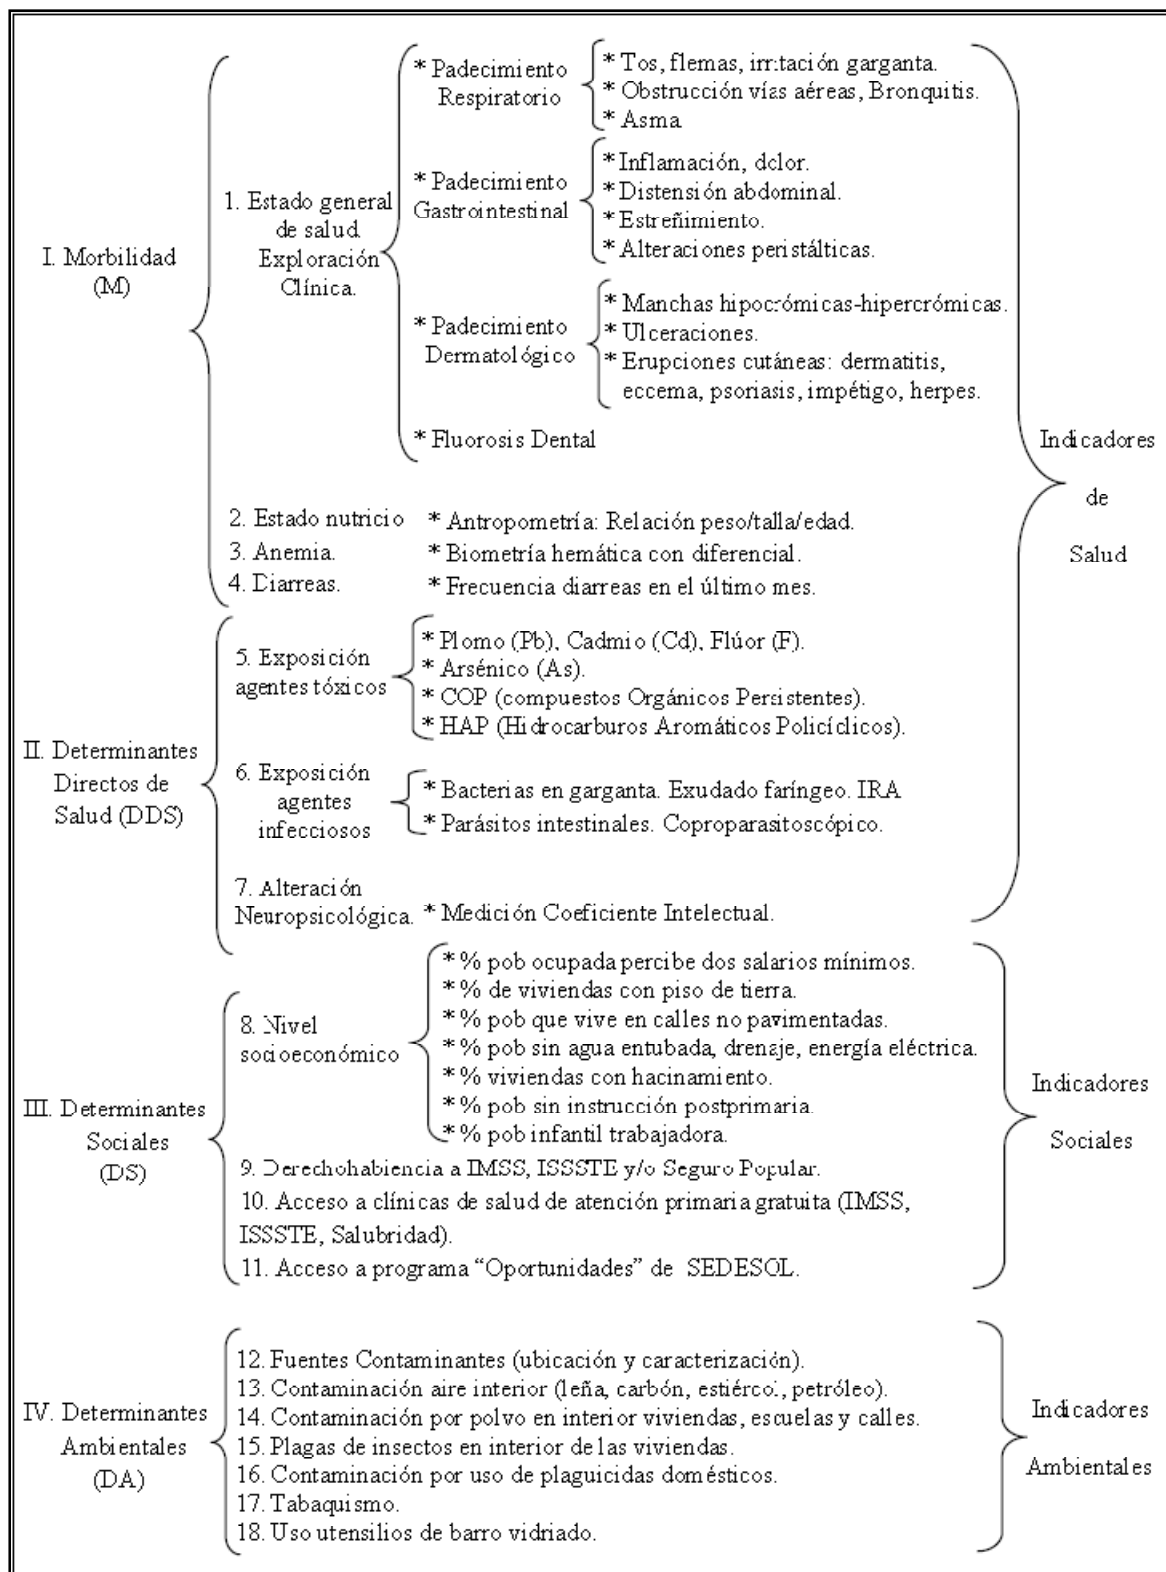 I. Morbilidad
(M)
1. Estado general
de salud.
Exploración
Clínica.
* Padecimiento
Respiratorio
* Tos, flemas, irritación garganta.
* Obstrucción vías aéreas, Bronquitis.
* Asma
* Padecimiento
Gastrointestinal
* Inflamación, dolor.
* Distensión abdominal.
* Estreñimiento.
* Alteraciones peristálticas.
* Padecimiento
Dermatológico
* Manchas hipocrómicas-hipercrómicas.
* Ulceraciones.
* Erupciones cutáneas: dermatitis,
eccema, psoriasis, impétigo, herpes.
* Fluorosis Dental
2. Estado nutricio * Antropometría: Relación peso/talla/edad.
3. Anemia. * Biometría hemática con diferencial.
4. Diarreas. * Frecuencia diarreas en el último mes.
II. Determinantes
Directos de
Salud (DDS)
5. Exposición
agentes tóxicos
* Plomo (Pb), Cadmio (Cd), Flúor (F).
* Arsénico (As).
* COP (compuestos Orgánicos Persistentes).
* HAP (Hidrocarburos Aromáticos Policíclicos).
6. Exposición
agentes
infecciosos
* Bacterias en garganta. Exudado faríngeo. IRA
* Parásitos intestinales. Coproparasitoscópico.
7. Alteración
Neuropsicológica. * Medición Coeficiente Intelectual.
Indicadores
de
Salud
III. Determinantes
Sociales
(DS)
8. Nivel
socioeconómico
* % pob ocupada percibe dos salarios mínimos.
* % de viviendas con piso de tierra.
* % pob que vive en calles no pavimentadas.
* % pob sin agua entubada, drenaje, energía eléctrica.
* % viviendas con hacinamiento.
* % pob sin instrucción postprimaria.
* % pob infantil trabajadora.
9. Derechohabiencia a IMSS, ISSSTE y/o Seguro Popular.
10. Acceso a clínicas de salud de atención primaria gratuita (IMSS,
ISSSTE, Salubridad).
11. Acceso a programa “Oportunidades” de SEDESOL.
Indicadores
Sociales
IV. Determinantes
Ambientales
(DA)
12. Fuentes Contaminantes (ubicación y caracterización).
13. Contaminación aire interior (leña, carbón, estiércol, petróleo).
14. Contaminación por polvo en interior viviendas, escuelas y calles.
15. Plagas de insectos en interior de las viviendas.
16. Contaminación por uso de plaguicidas domésticos.
17. Tabaquismo.
18. Uso utensilios de barro vidriado.
Indicadores
Ambientales